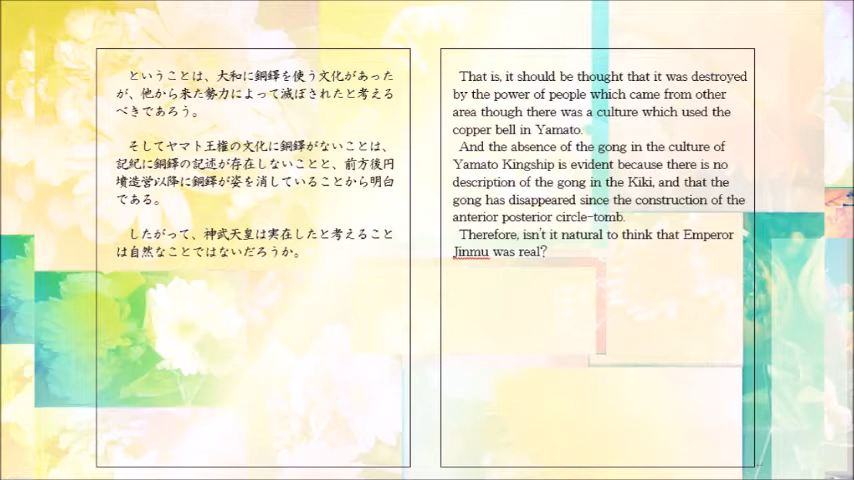 ということは、大和に銅鐸を使う文化があった
が、他から来た勢力によって滅ぼされたと考える
べきであろう。
そしてヤマト王権の文化に銅鐸がないことは、
記紀に銅鐸の記述が存在しないことと、前方後円
墳造営以降に銅鐸が姿を消していることから明白
である。
したがって、神武天皇は実在したと考えること
は自然なことではないだろうか。
That is, it should be thought that it was destroyed
by the power of people which came from other
area though there was a culture which used the
copper bell in Yamato.
And the absence of the gong in the culture of
Yamato Kingship is evident because there is no
description of the gong in the Kiki, and that the
gong has disappeared since the construction of the
anterior posterior circle-tomb.
Therefore, isn't it natural to think that Emperor
Jinmu was real?